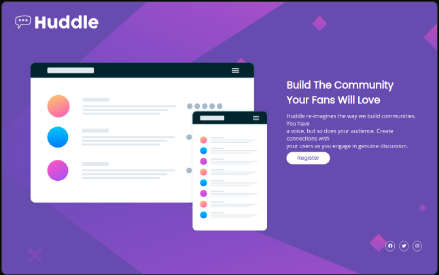 Huddle
Build The Community
Your Fans Will Love
Huddle re-imagines the way we build communities.
You have
a voice, but so does your audience. Create
connections with
your users as you engage in genuine discussion.
Register